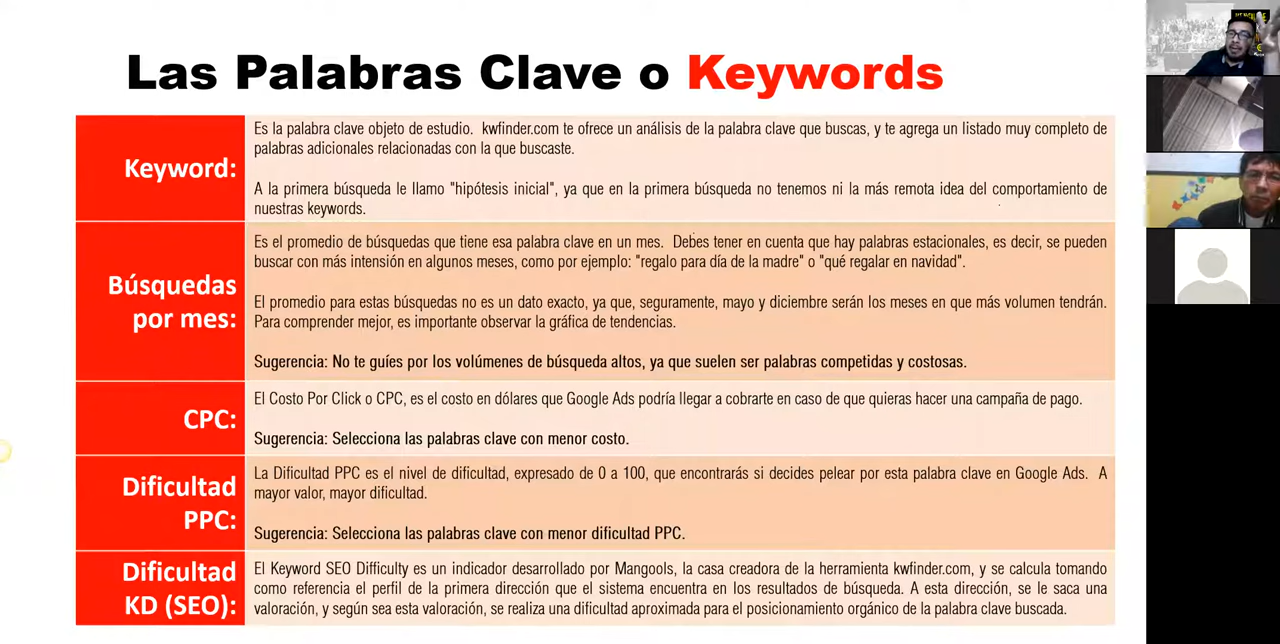 Las Palabras Clave o Keywords
Keyword:
Es la palabra clave objeto de estudio. kwfinder.com te ofrece un análisis de la palabra clave que buscas, y te agrega un listado muy completo de
palabras adicionales relacionadas con la que buscaste.
A la primera búsqueda le llamo "hipótesis inicial", ya que en la primera búsqueda no tenemos ni la más remota idea del comportamiento de
nuestras keywords.
Búsquedas
por mes:
Es el promedio de búsquedas que tiene esa palabra clave en un mes. Debes tener en cuenta que hay palabras estacionales, es decir, se pueden
buscar con más intensión en algunos meses, como por ejemplo: "regalo para día de la madre" o "qué regalar en navidad".
El promedio para estas búsquedas no es un dato exacto, ya que, seguramente, mayo y diciembre serán los meses en que más volumen tendrán.
Para comprender mejor, es importante observar la gráfica de tendencias.
Sugerencia: No te guíes por los volúmenes de búsqueda altos, ya que suelen ser palabras competidas y costosas.
CPC:
El Costo Por Click o CPC, es el costo en dólares que Google Ads podría llegar a cobrarte en caso de que quieras hacer una campaña de pago.
Sugerencia: Selecciona las palabras clave con menor costo.
Dificultad
PPC:
La Dificultad PPC es el nivel de dificultad, expresado de 0 a 100, que encontrarás si decides pelear por esta palabra clave en Google Ads. A
mayor valor, mayor dificultad.
Sugerencia: Selecciona las palabras clave con menor dificultad PPC.
Dificultad
KD (SEO):
El Keyword SEO Difficulty es un indicador desarrollado por Mangools, la casa creadora de la herramienta kwfinder.com, y se calcula tomando
como referencia el perfil de la primera dirección que el sistema encuentra en los resultados de búsqueda. A esta dirección, se le saca una
valoración, y según sea esta valoración, se realiza una dificultad aproximada para el posicionamiento orgánico de la palabra clave buscada.